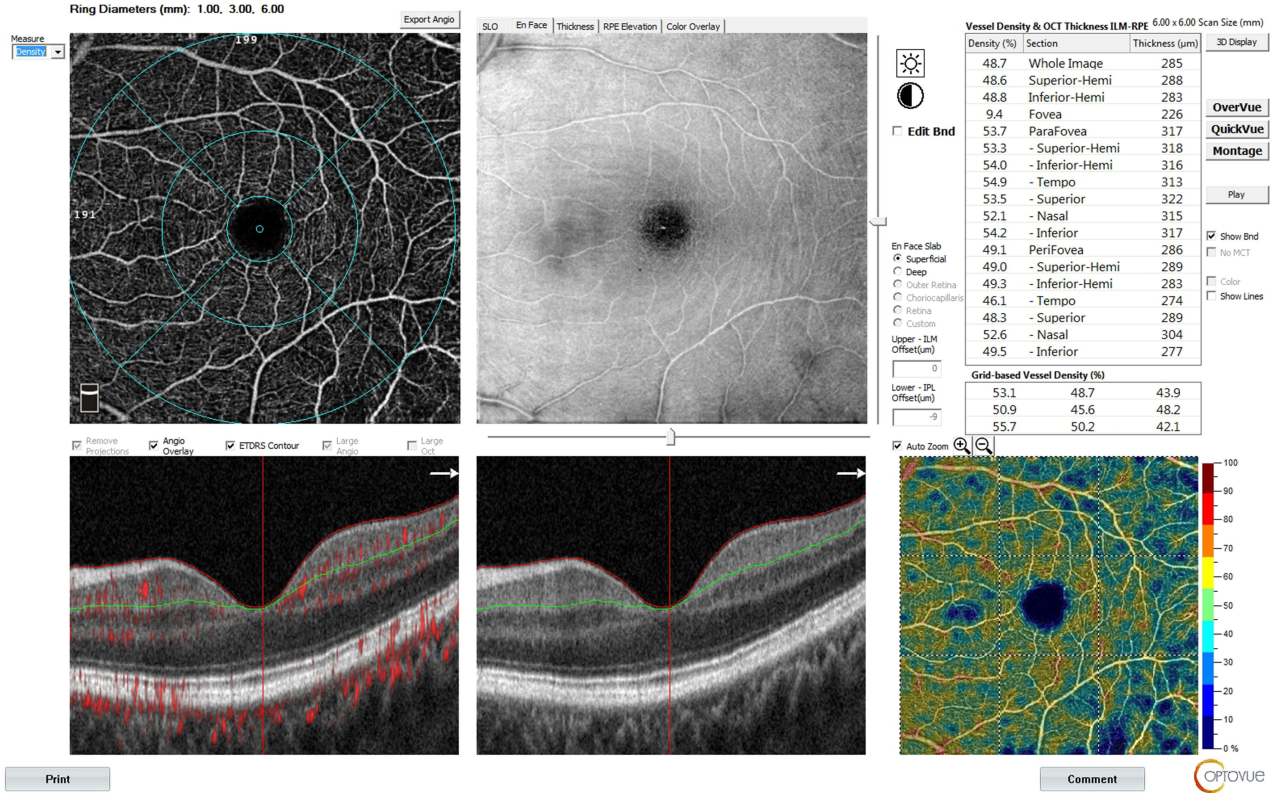 Ring Diameters (mm):  1.00,  3.00,  6.00
Export Angio
Measure
Density
199
191
SLO En Face Thickness RPE Elevation Color Overlay
Edit Bnd
En Face Slab
Superficial
Deep
Outer Retina
Choriocapillaris
Retina
Custom
Upper - ILM
Offset(um)
0
Lower - IPL
Offset(um)
-9
Vessel Density & OCT Thickness ILM-RPE 6.00 x 6.00 Scan Size (mm)
Density (%) Section Thickness (µm)
48.7 Whole Image 285
48.6 Superior-Hemi 288
48.8 Inferior-Hemi 283
9.4 Fovea 226
53.7 ParaFovea 317
53.3 - Superior-Hemi 318
54.0 - Inferior-Hemi 316
54.9 - Tempo 313
53.5 - Superior 322
52.1 - Nasal 315
54.2 - Inferior 317
49.1 PeriFovea 286
49.0 - Superior-Hemi 289
49.3 - Inferior-Hemi 283
46.1 - Tempo 274
48.3 - Superior 289
52.6 - Nasal 304
49.5 - Inferior 277
Grid-based Vessel Density (%)
53.1 48.7 43.9
50.9 45.6 48.2
55.7 50.2 42.1
3D Display
OverVue
QuickVue
Montage
Play
Show Bnd
No MCT
Color
Show Lines
Remove
Projections
Angio
Overlay
ETDRS Contour
Large
Angio
Large
Oct
Auto Zoom
100
90
80
70
60
50
40
30
20
10
0 %
Print
Comment
OPTOVUE